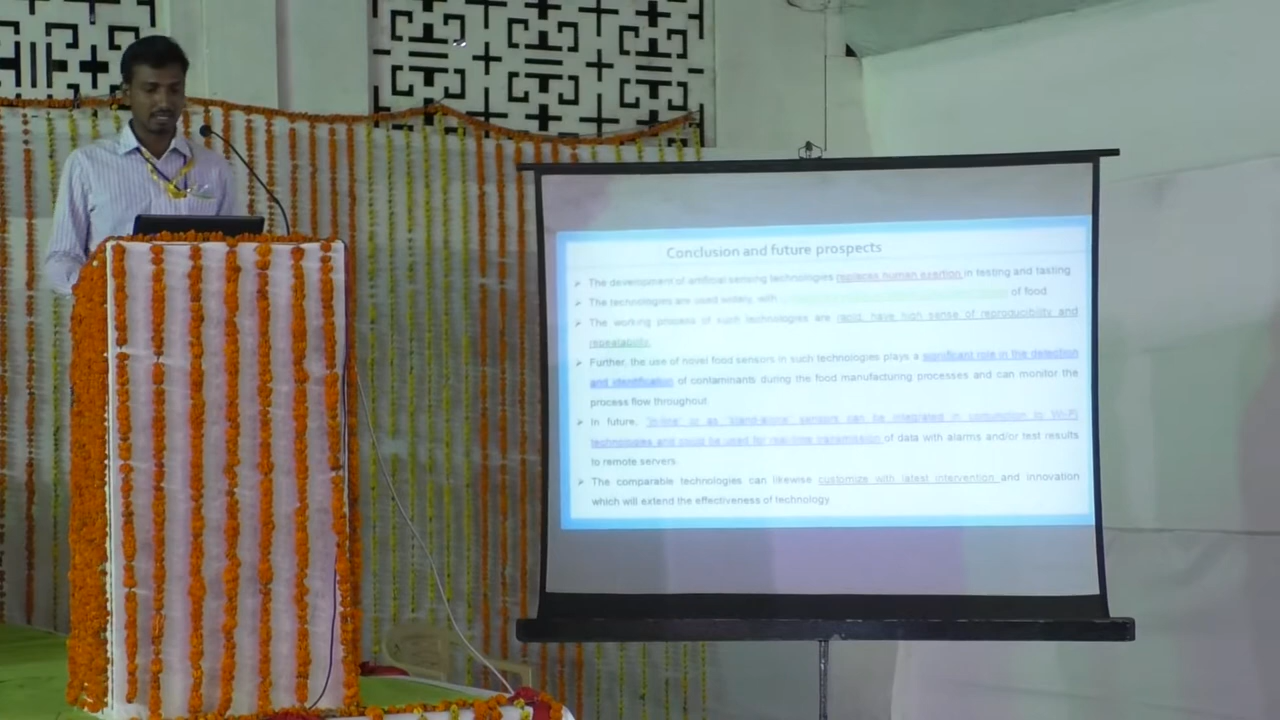 Conclusion and future prospects
The development of artificial sensing technologies replaces human exertion in testing and tasting
The technologies are used widely, with of food
The working process of such technologies are rapid, have high sense of reproducibility and
repeatability.
Further, the use of novel food sensors in such technologies plays a significant role in the detection
and identification of contaminants during the food manufacturing processes and can monitor the
process flow throughout.
In future, "in-line" or as "stand-alone" sensors can be integrated in conjunction to Wi-Fi
technologies and could be used for real-time transmission of data with alarms and/or test results
to remote servers.
The comparable technologies can likewise customize with latest intervention and innovation
which will extend the effectiveness of technology